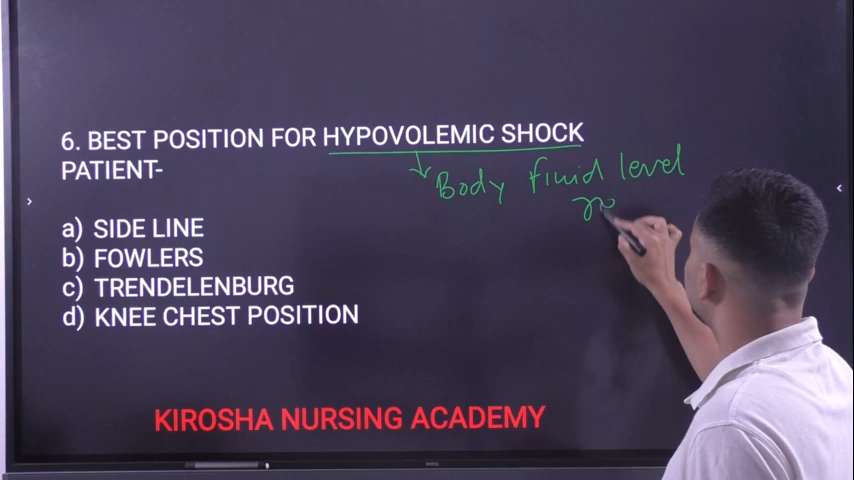 6. BEST POSITION FOR HYPOVOLEMIC SHOCK
PATIENT-
Body fluid level
a) SIDE LINE
b) FOWLERS
c) TRENDELENBURG
d) KNEE CHEST POSITION
KIROSHA NURSING ACADEMY